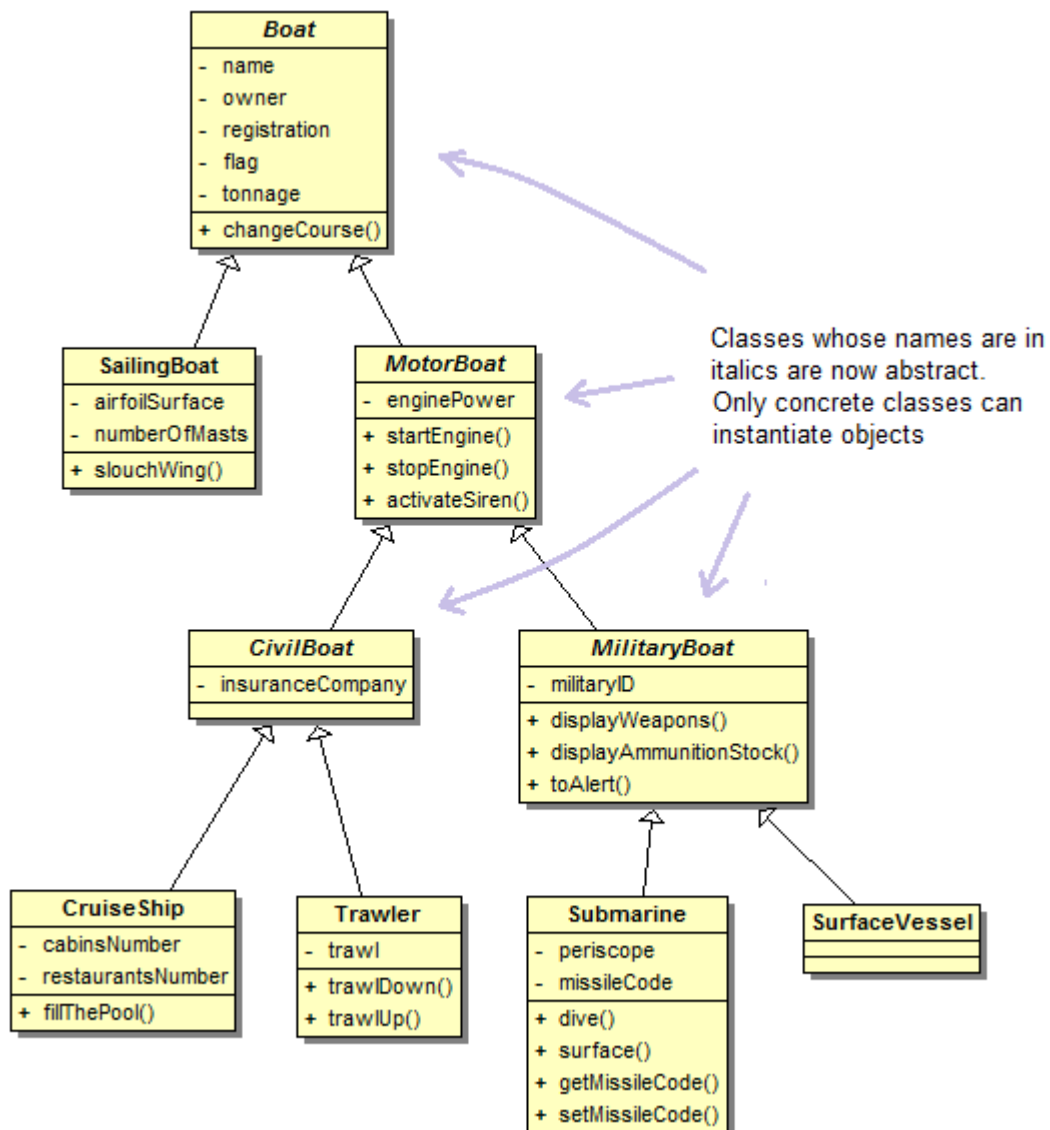 Boat
- name
- owner
- registration
- flag
- tonnage
+ changeCourse()
SailingBoat
- airfoilSurface
- numberOfMasts
+ slouchWing()
MotorBoat
- enginePower
+ startEngine()
+ stopEngine()
+ activateSiren()
Classes whose names are in
italics are now abstract.
Only concrete classes can
instantiate objects
CivilBoat
- insuranceCompany
MilitaryBoat
- militaryID
+ displayWeapons()
+ displayAmmunitionStock()
+ toAlert()
CruiseShip
- cabinsNumber
- restaurantsNumber
+ fillThePool()
Trawler
- trawl
+ trawlDown()
+ trawlUp()
Submarine
- periscope
- missileCode
+ dive()
+ surface()
+ getMissileCode()
+ setMissileCode()
SurfaceVessel